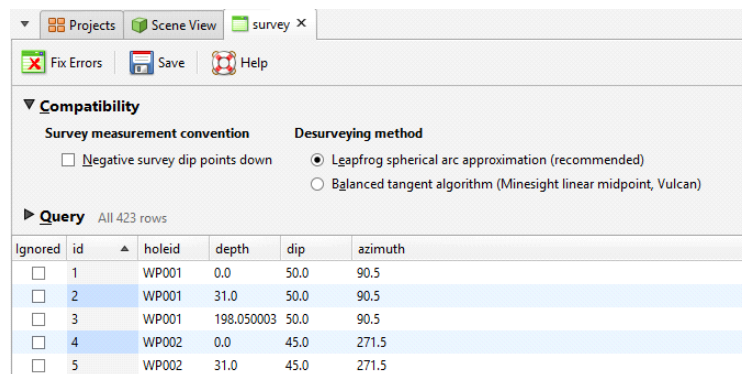 Projects Scene View survey
Fix Errors Save Help
Compatibility
Survey measurement convention Desurveying method
Negative survey dip points down Leapfrog spherical arc approximation (recommended)
Balanced tangent algorithm (Minesight linear midpoint, Vulcan)
Query All 423 rows
Ignored id holeid depth dip azimuth
1 WP001 0.0 50.0 90.5
2 WP001 31.0 50.0 90.5
3 WP001 198.050003 50.0 90.5
4 WP002 0.0 45.0 271.5
5 WP002 31.0 45.0 271.5